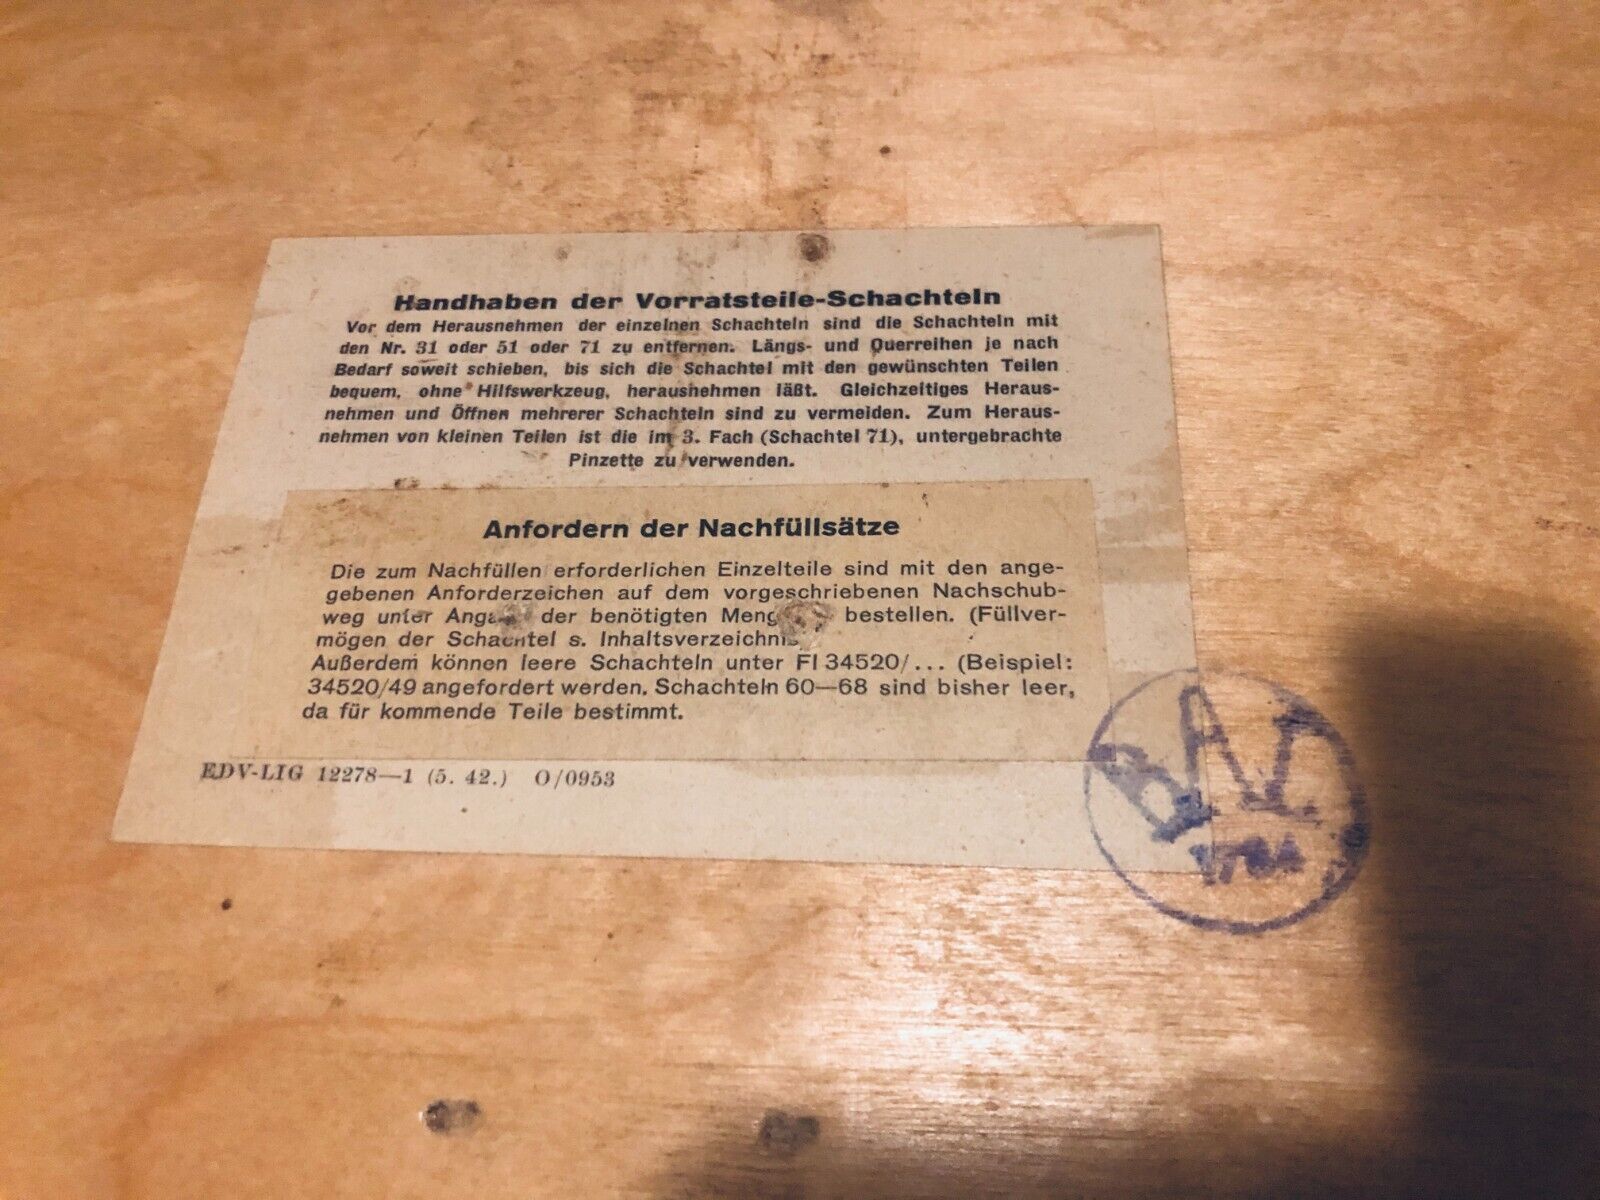 Handhaben der Vorratsteile-Schachteln
Vor dem Herausnehmen der einzelnen Schachteln sind die Schachteln mit
den Nr. 31 oder 51 oder 71 zu entfernen. Längs- und Querreihen je nach
Bedarf soweit schieben, bis sich die Schachtel mit den gewünschten Teilen
bequem, ohne Hilfswerkzeug, herausnehmen läßt. Gleichzeitiges Heraus-
nehmen und Öffnen mehrerer Schachteln sind zu vermeiden. Zum Heraus-
nehmen von kleinen Teilen ist die im 3. Fach (Schachtel 71), untergebrachte
Pinzette zu verwenden.
Anfordern der Nachfüllsätze
Die zum Nachfüllen erforderlichen Einzelteile sind mit den ange-
gebenen Anforderzeichen auf dem vorgeschriebenen Nachschub-
weg unter der benötigten bestellen. (Füllver-
mögen der Schachtel s. Inhaltsverzeichnis
Außerdem können leere Schachteln unter Fl 34520/... (Beispiel:
34520/49 angefordert werden. Schachteln 60—68 sind bisher leer,
da für kommende Teile bestimmt.
EDV-LIG 12278—1 (5. 42.) O/0953